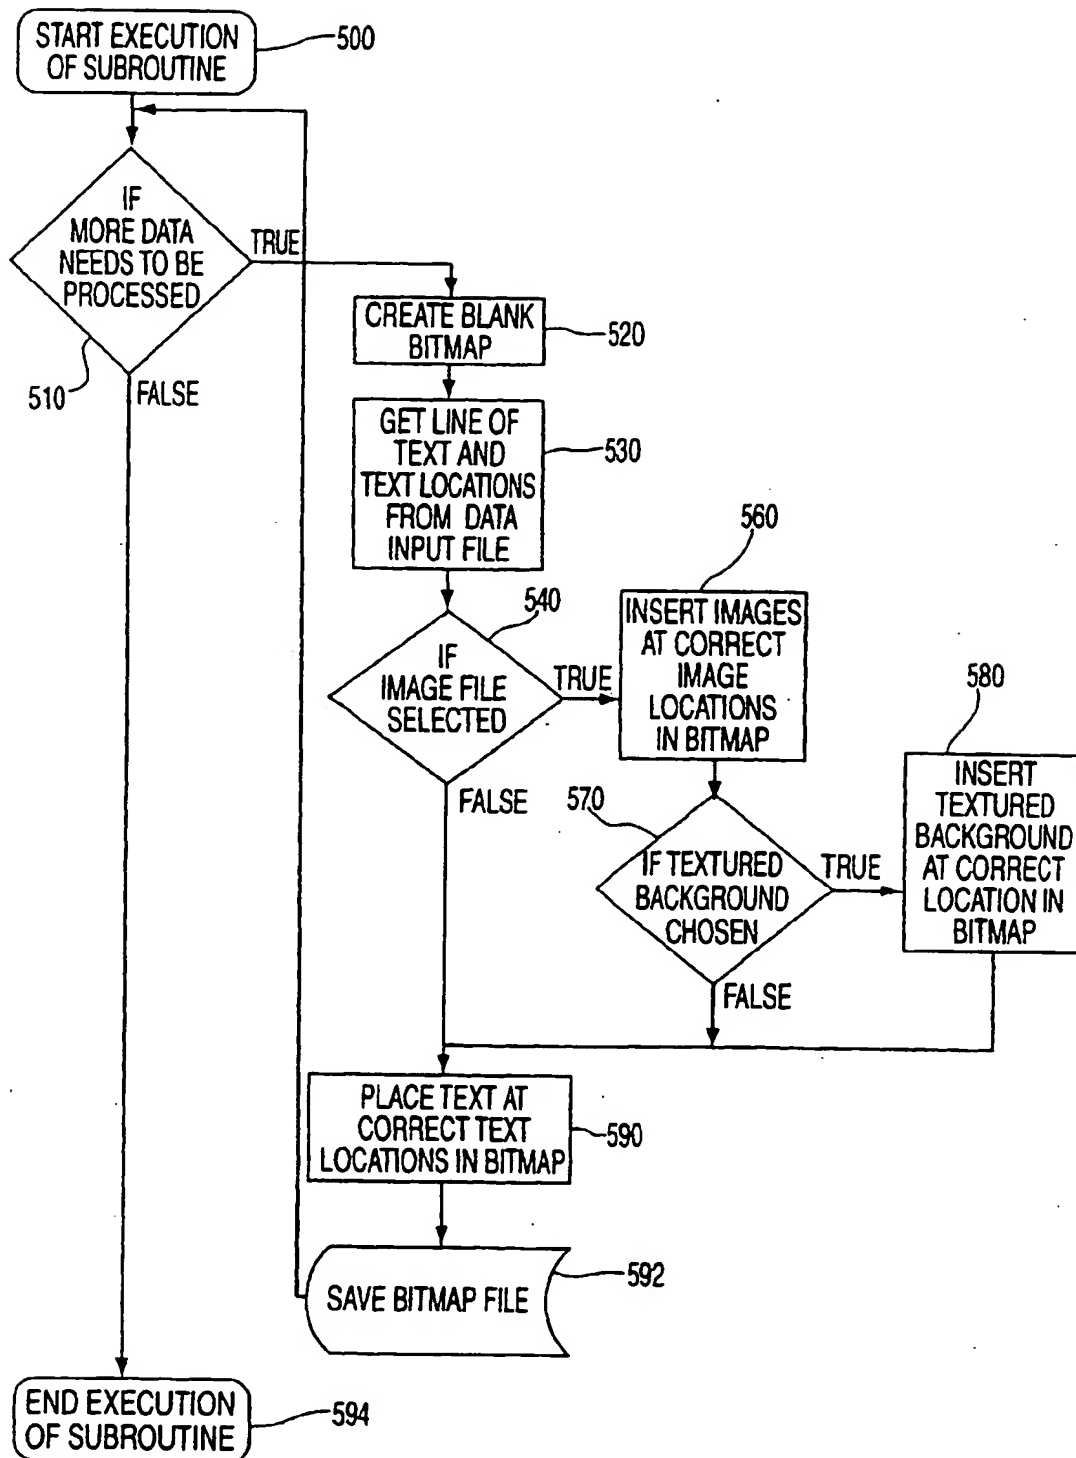 START EXECUTION
OF SUBROUTINE
500
IF
MORE DATA
NEEDS TO BE
PROCESSED
TRUE
510
FALSE
CREATE BLANK
BITMAP
520
GET LINE OF
TEXT AND
TEXT LOCATIONS
FROM DATA
INPUT FILE
530
540
IF
IMAGE FILE
SELECTED
TRUE
FALSE
560
INSERT IMAGES
AT CORRECT
IMAGE
LOCATIONS
IN BITMAP
570
IF TEXTURED
BACKGROUND
CHOSEN
TRUE
FALSE
580
INSERT
TEXTURED
BACKGROUND
AT CORRECT
LOCATION IN
BITMAP
PLACE TEXT AT
CORRECT TEXT
LOCATIONS IN BITMAP
590
SAVE BITMAP FILE
592
END EXECUTION
OF SUBROUTINE
594